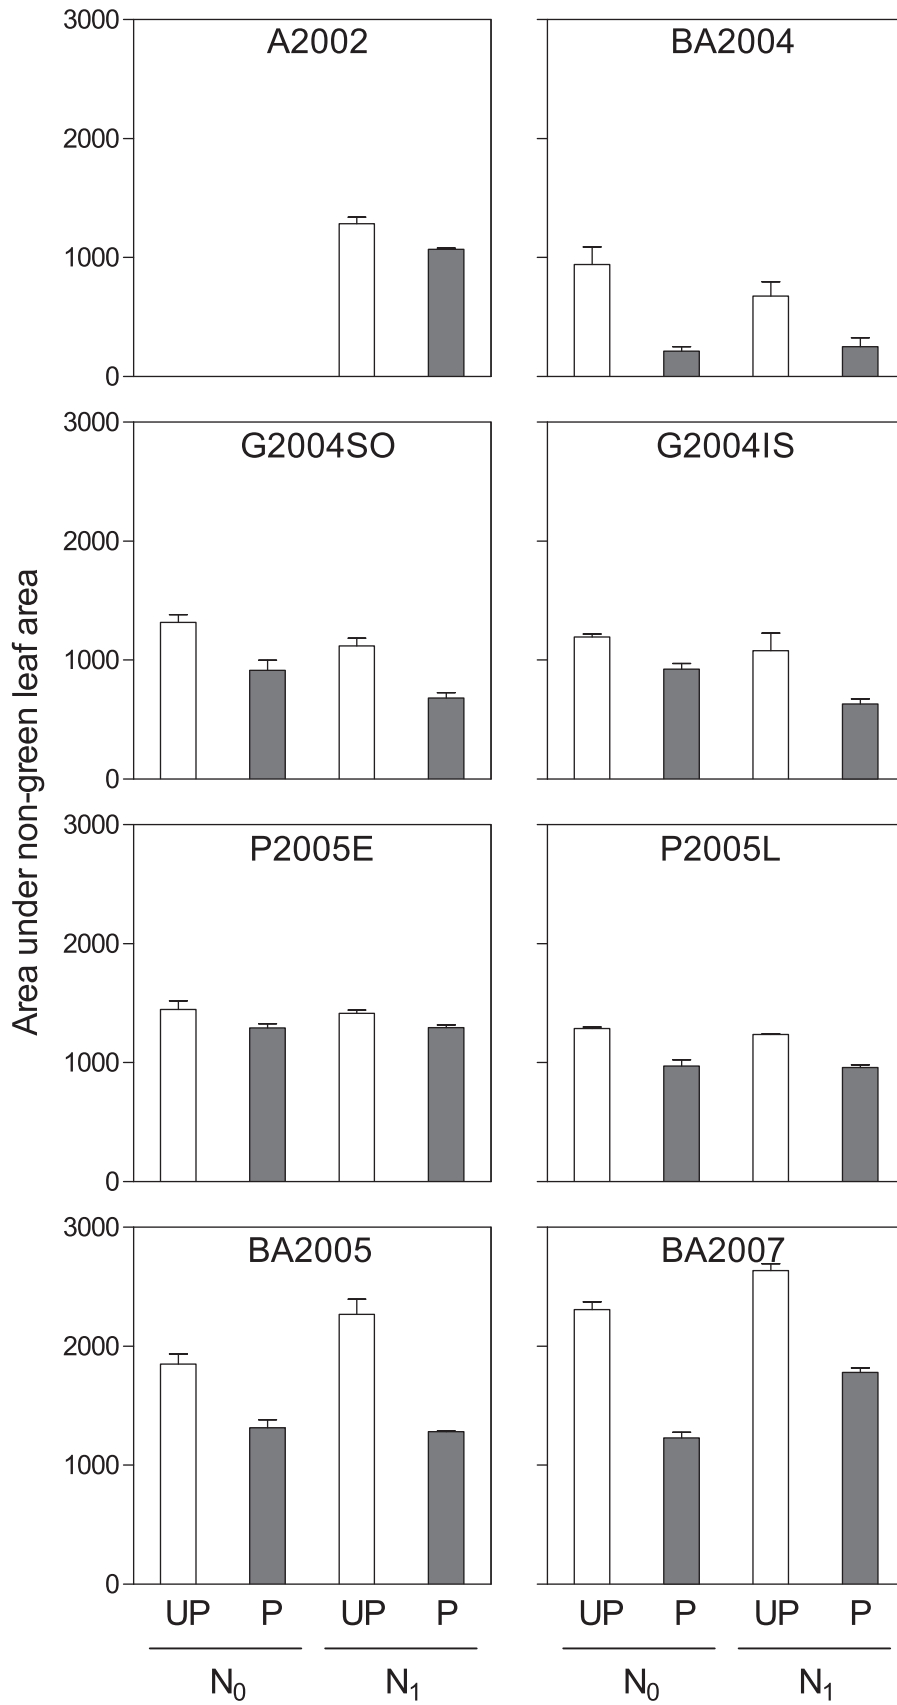 A2002
BA2004
3000
2000
1000
0
G2004SO
G2004IS
3000
2000
1000
0
P2005E
P2005L
3000
2000
1000
0
BA2005
BA2007
3000
2000
1000
0
Area under non-green leaf area
UP P UP P UP P UP P
N₀ N₁ N₀ N₁